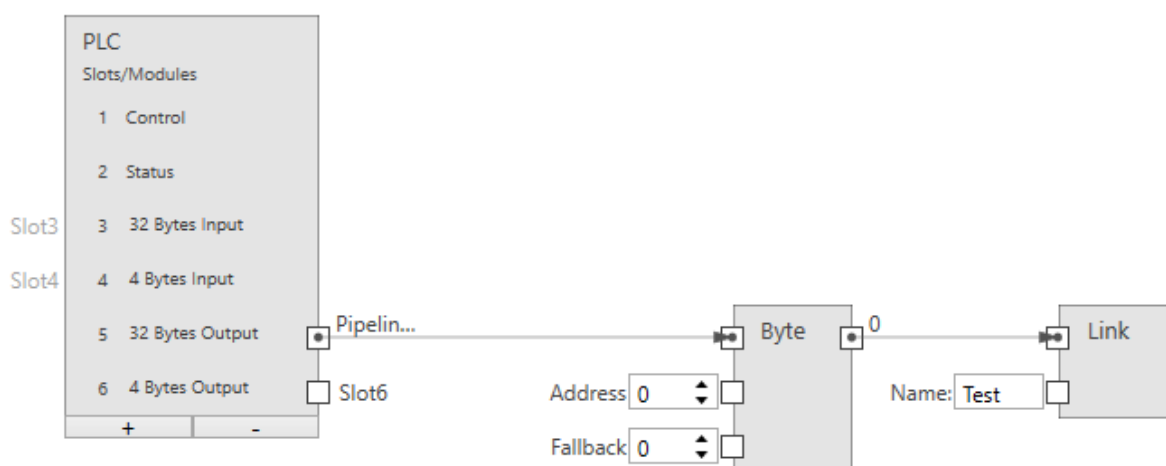 PLC
Slots/Modules
1 Control
2 Status
Slot3 3 32 Bytes Input
Slot4 4 4 Bytes Input
5 32 Bytes Output Pipelin... Byte 0 Link
6 4 Bytes Output Slot6 Address 0 Name: Test
+ -
Fallback 0